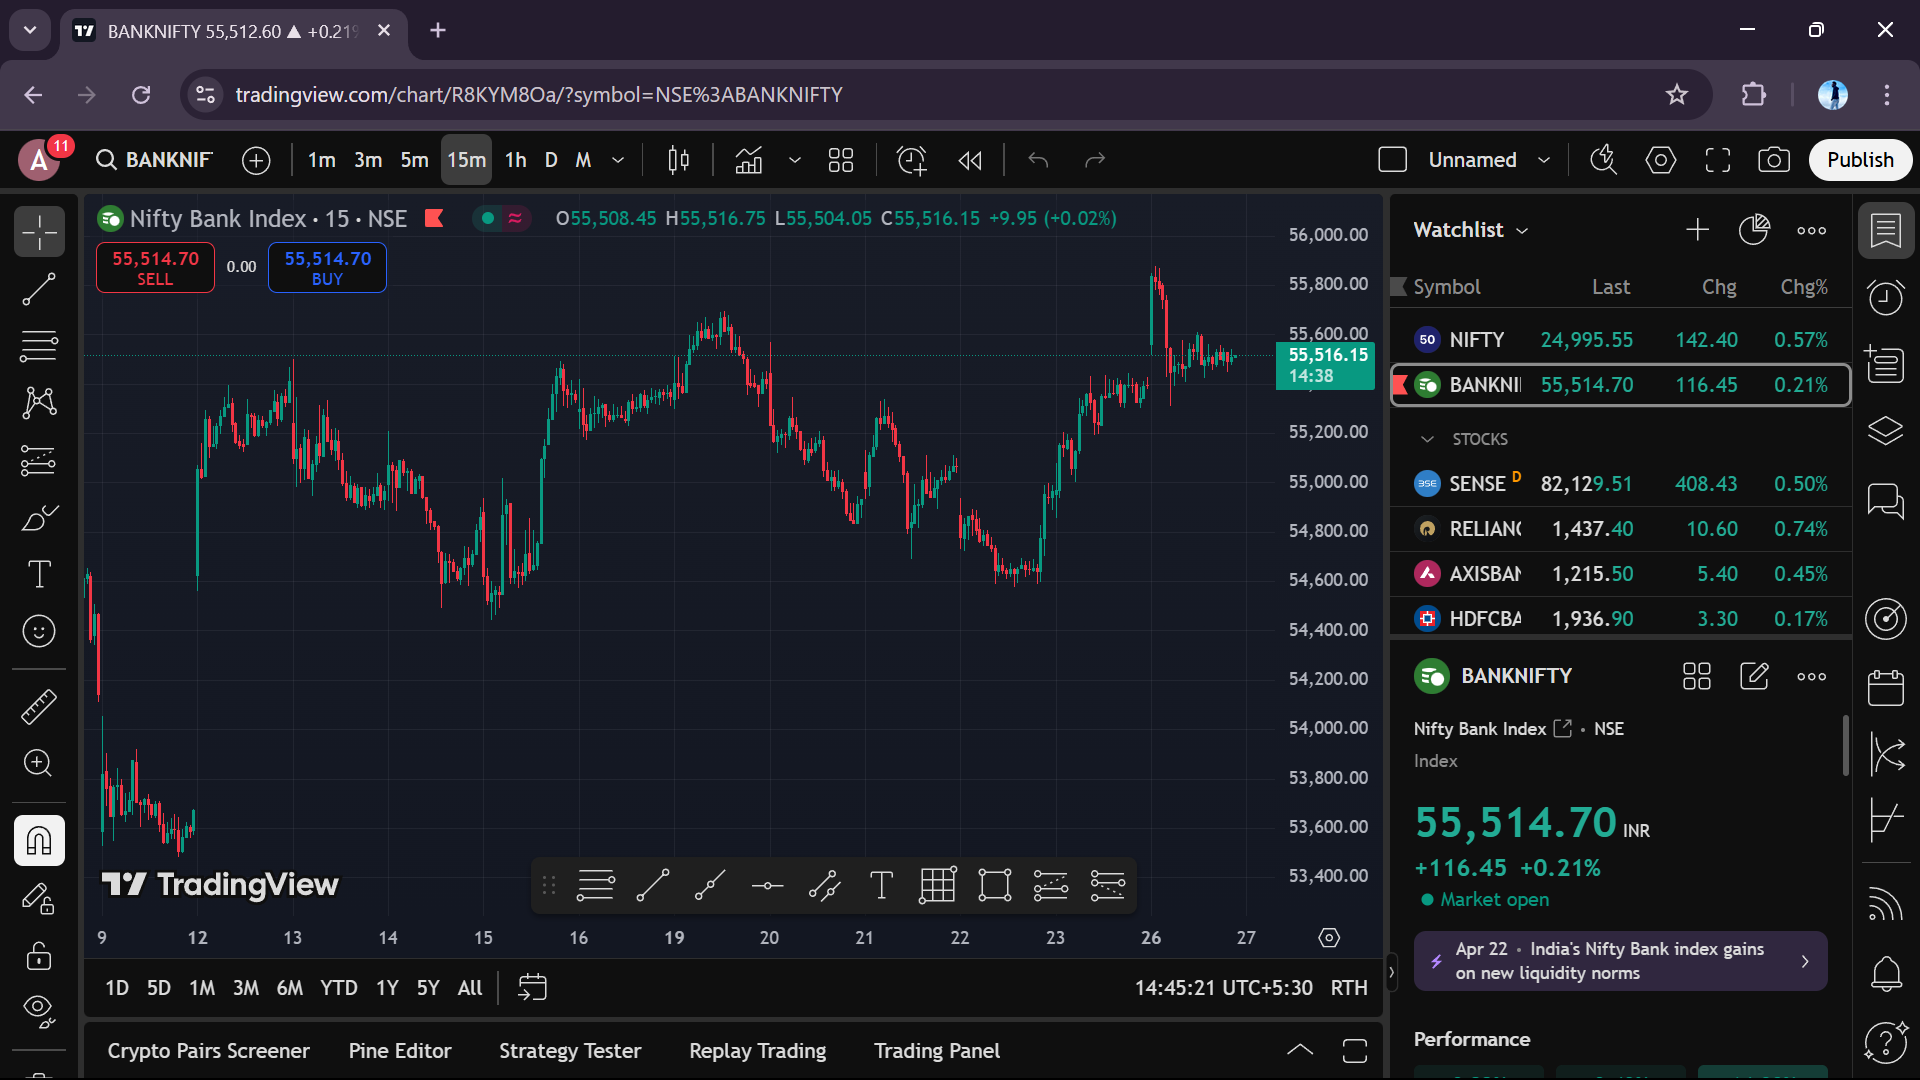 BANKNIFTY 55,512.60 ▲ +0.21%
tradingview.com/chart/R8KYM8Oa/?symbol=NSE%3ABANKNIFTY
A 11 BANKNIF 1m 3m 5m 15m 1h D M Unnamed Publish
Nifty Bank Index · 15 · NSE O55,508.45 H55,516.75 L55,504.05 C55,516.15 +9.95 (+0.02%)
55,514.70 0.00 55,514.70
SELL BUY
56,000.00
55,800.00
55,600.00
55,516.15
14:38
55,200.00
55,000.00
54,800.00
54,600.00
54,400.00
54,200.00
54,000.00
53,800.00
53,600.00
53,400.00
TradingView
9 12 13 14 15 16 19 20 21 22 23 26 27
1D 5D 1M 3M 6M YTD 1Y 5Y All 14:45:21 UTC+5:30 RTH
Crypto Pairs Screener Pine Editor Strategy Tester Replay Trading Trading Panel
Watchlist
Symbol Last Chg Chg%
50 NIFTY 24,995.55 142.40 0.57%
BANKNI 55,514.70 116.45 0.21%
STOCKS
BSE SENSE D 82,129.51 408.43 0.50%
RELIANC 1,437.40 10.60 0.74%
AXISBAN 1,215.50 5.40 0.45%
HDFCBA 1,936.90 3.30 0.17%
BANKNIFTY
Nifty Bank Index · NSE
Index
55,514.70 INR
+116.45 +0.21%
Market open
Apr 22 · India's Nifty Bank index gains
on new liquidity norms
Performance